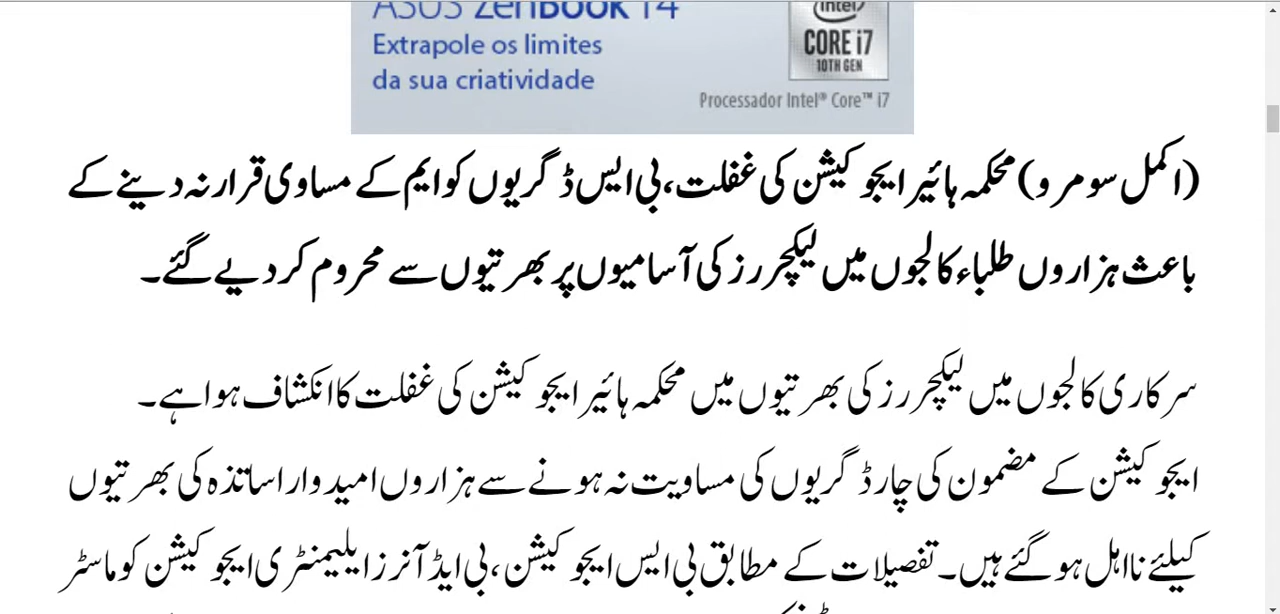 ASUS ZenBook 14
Extrapole os limites
da sua criatividade
intel
CORE i7
10TH GEN
Processador Intel® Core™ i7
(اکمل سومرو) محکمہ ہائیر ایجوکیشن کی غفلت، بی ایس ڈگریوں کو ایم کے مساوی قرار نہ دینے کے
باعث ہزاروں طلباء کالجوں میں لیکچررز کی آسامیوں پر بھرتیوں سے محروم کر دیے گئے۔
سرکاری کالجوں میں لیکچررز کی بھرتیوں میں محکمہ ہائیر ایجوکیشن کی غفلت کا انکشاف ہوا ہے۔
ایجوکیشن کے مضمون کی چار ڈگریوں کی مساویت نہ ہونے سے ہزاروں امیدوار اساتذہ کی بھرتیوں
کیلئے نااہل ہو گئے ہیں۔ تفصیلات کے مطابق بی ایس ایجوکیشن، بی ایڈ آنرز ایلیمنٹری ایجوکیشن کو ماسٹر